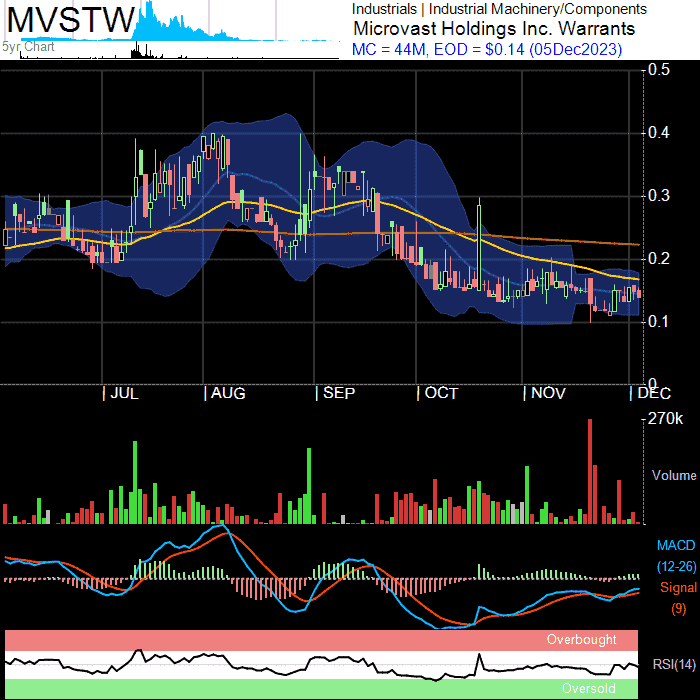 MVSTW
5yr Chart
Industrials | Industrial Machinery/Components
Microvast Holdings Inc. Warrants
MC = 44M, EOD = $0.14 (05Dec2023)
0.5
0.4
0.3
0.2
0.1
0
JUL AUG SEP OCT NOV DEC
270k
Volume
MACD
(12-26)
Signal
(9)
Overbought
RSI(14)
Oversold